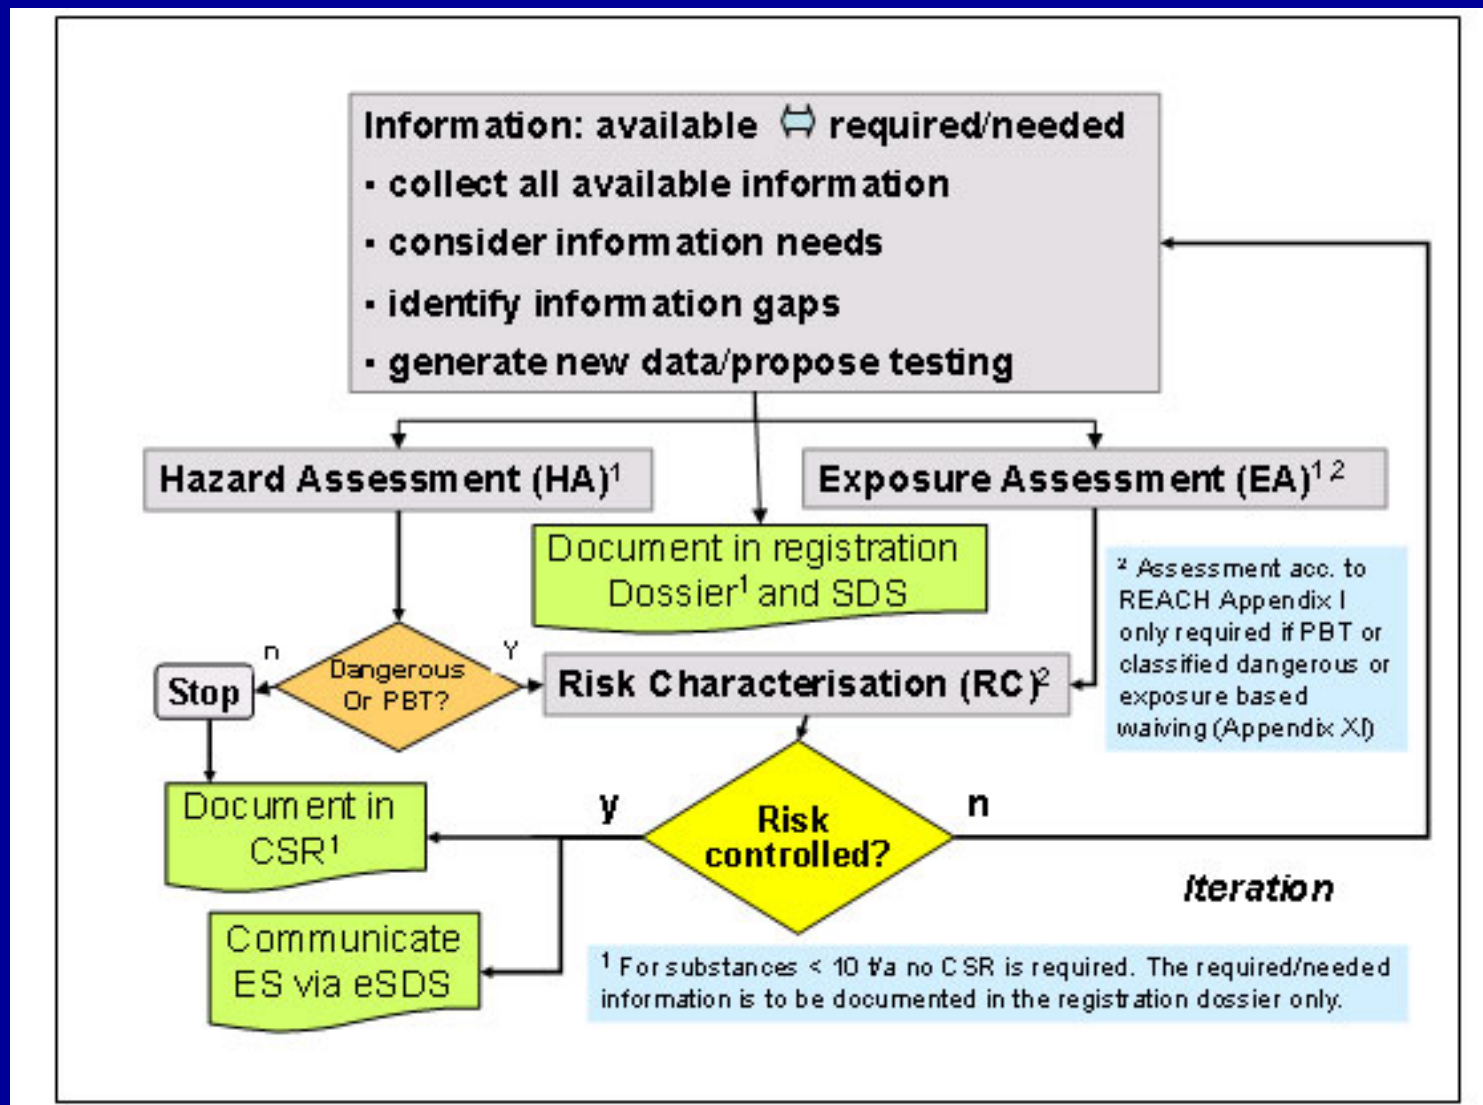 Information: available ⇔ required/needed
▪ collect all available information
▪ consider information needs
▪ identify information gaps
▪ generate new data/propose testing
Hazard Assessment (HA)¹
Exposure Assessment (EA)¹ ²
Document in registration
Dossier¹ and SDS
² Assessment acc. to
REACH Appendix I
only required if PBT or
classified dangerous or
exposure based
waiving (Appendix XI)
n
Dangerous
Or PBT?
Y
Stop
Risk Characterisation (RC)²
Document in
CSR¹
y
Risk
controlled?
n
Iteration
Communicate
ES via eSDS
¹ For substances < 10 t/a no CSR is required. The required/needed
information is to be documented in the registration dossier only.